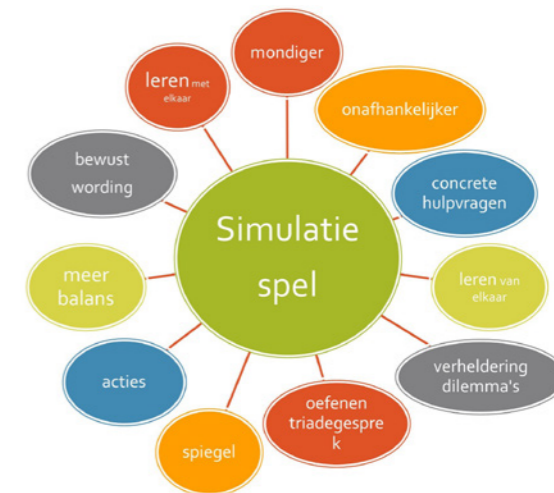 Simulatie
spel
mondiger
onafhankelijker
concrete
hulpvragen
leren van
elkaar
verheldering
dilemma's
oefenen
triadegespre
k
spiegel
acties
meer
balans
bewust
wording
leren met
elkaar